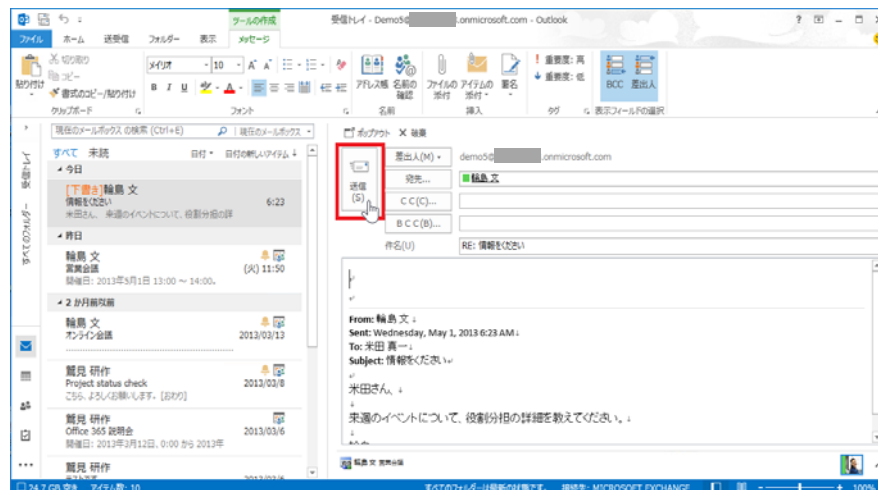 受信トレイ - Demo5@ .onmicrosoft.com - Outlook
ツールの作成
ファイル ホーム 送受信 フォルダー 表示 メッセージ
貼り付け
切り取り
コピー
書式のコピー/貼り付け
クリップボード
メイリオ 10
B I U
フォント
アドレス帳 名前の確認
名前
ファイルの添付 アイテムの添付 署名
挿入
重要度: 高
重要度: 低
タグ
BCC 差出人
表示フィールドの選択
現在のメールボックス の検索 (Ctrl+E) 現在のメールボックス
すべて 未読 日付 日付の新しいアイテム ↓
受信トレイ
すべてのフォルダー
今日
[下書き]輪島 文
情報をください 6:23
米田さん、 来週のイベントについて、役割分担の詳
昨日
輪島 文
営業会議 (火) 11:50
開催日: 2013年5月1日 13:00 ～ 14:00。
2 か月前以前
輪島 文
オンライン会議 2013/03/13
鷲見 研作
Project status check 2013/03/8
こちら、よろしくお願いします。 [おわり]
鷲見 研作
Office 365 説明会 2013/03/6
開催日: 2013年3月12日、0:00 から 2013年
鷲見 研作
ポップアウト 破棄
送信
(S)
差出人(M) demo5@ .onmicrosoft.com
宛先... 輪島 文
C C(C)...
B C C(B)...
件名(U) RE: 情報をください
From: 輪島 文
Sent: Wednesday, May 1, 2013 6:23 AM
To: 米田 真一
Subject: 情報をください
米田さん、
来週のイベントについて、役割分担の詳細を教えてください。
輪島 文 営業会議
24.7 GB 空き アイテム数: 10
すべてのフォルダーは最新の状態です。 接続先: MICROSOFT EXCHANGE
100%